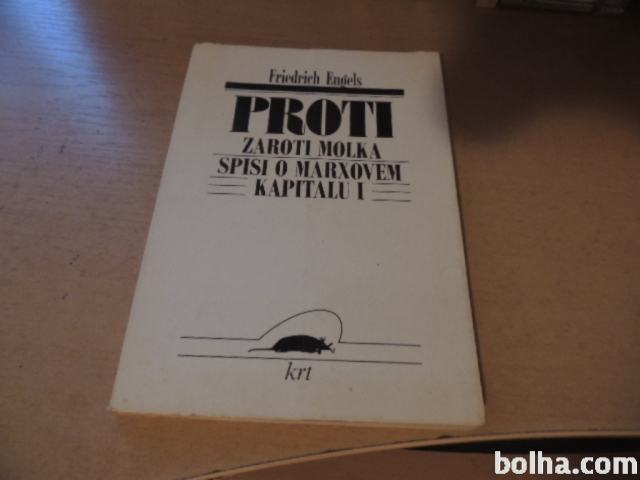 Friedrich Engels
PROTI
ZAROTI MOLKA
SPISI O MARXOVEM
KAPITALU I
krt
bolha.com